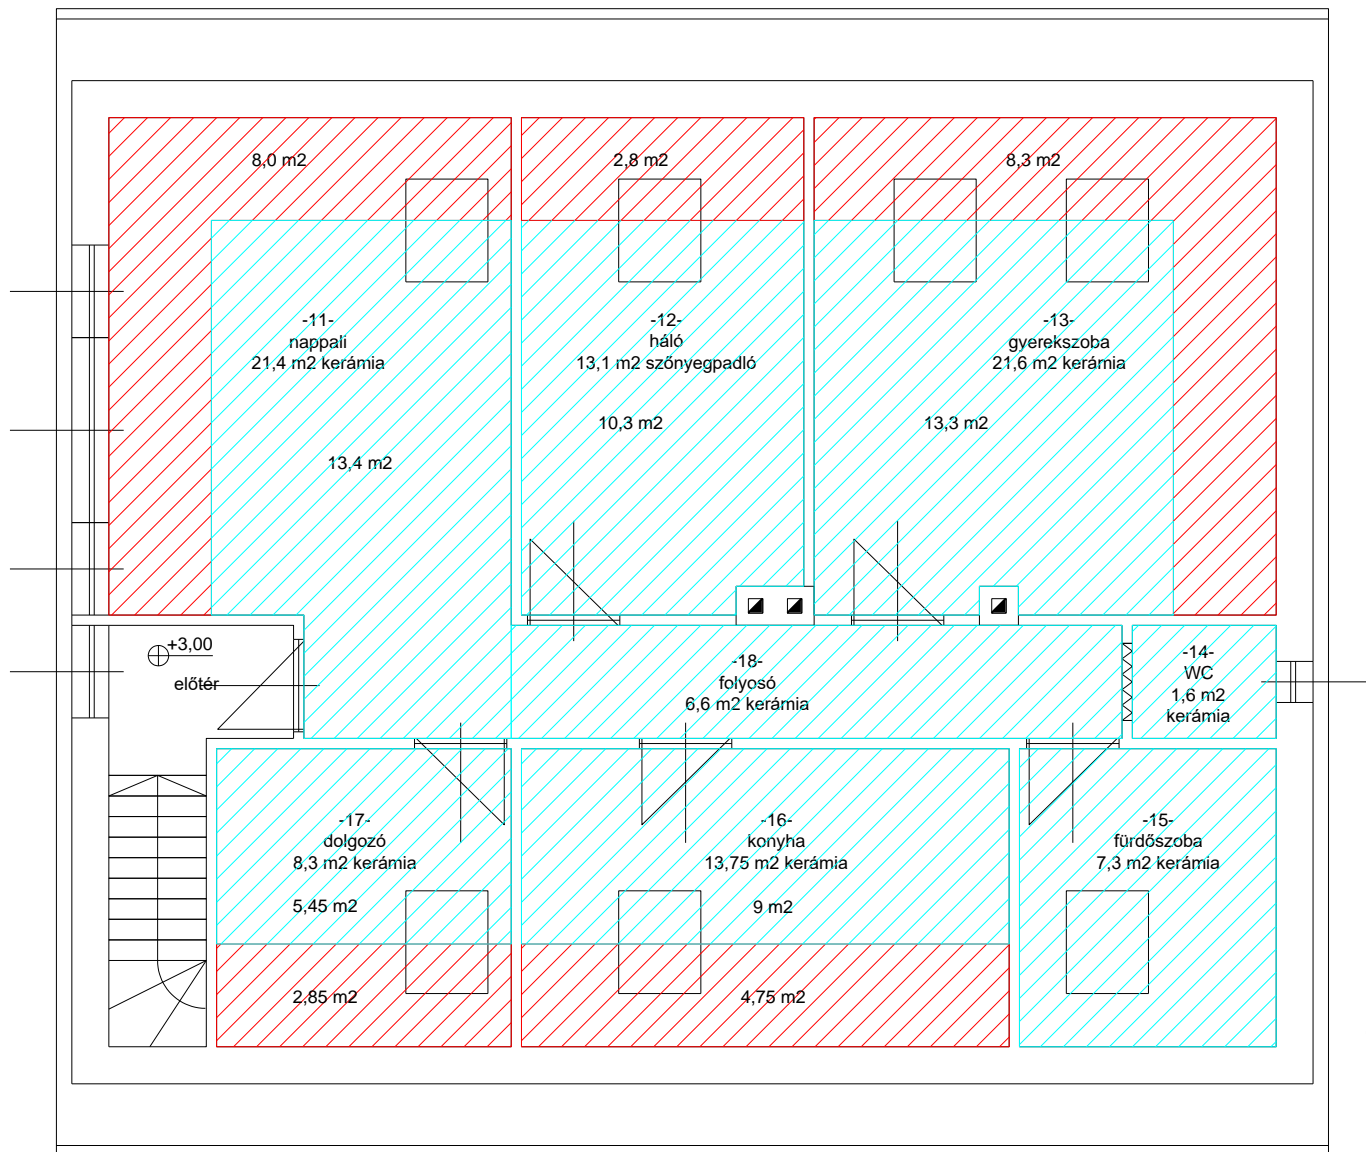 8,0 m2
2,8 m2
8,3 m2
-11-
nappali
21,4 m2 kerámia
13,4 m2
-12-
háló
13,1 m2 szőnyegpadló
10,3 m2
-13-
gyerekszoba
21,6 m2 kerámia
13,3 m2
+3,00
előtér
-18-
folyosó
6,6 m2 kerámia
-14-
WC
1,6 m2
kerámia
-17-
dolgozó
8,3 m2 kerámia
5,45 m2
2,85 m2
-16-
konyha
13,75 m2 kerámia
9 m2
4,75 m2
-15-
fürdőszoba
7,3 m2 kerámia